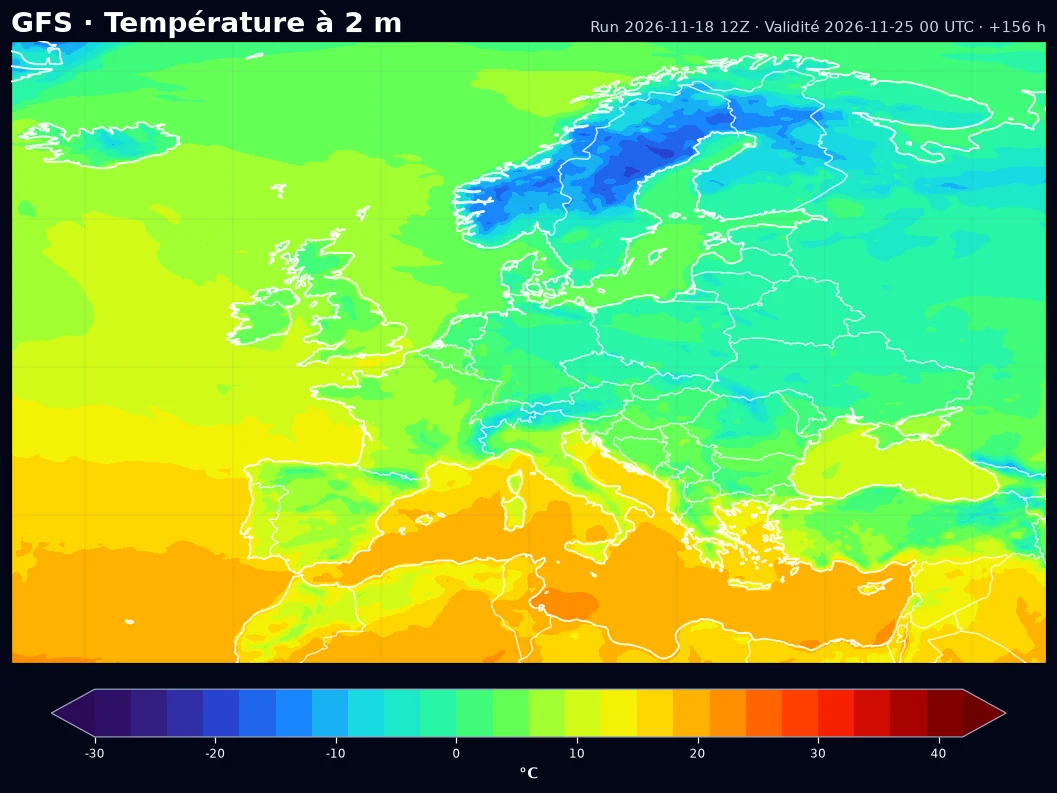 GFS · Température à 2 m
Run 2026-11-18 12Z · Validité 2026-11-25 00 UTC · +156 h
-30 -20 -10 0 10 20 30 40
°C